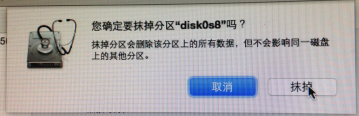 您确定要抹掉分区“disk0s8”吗？
抹掉分区会删除该分区上的所有数据，但不会影响同一磁盘
上的其他分区。
取消
抹掉